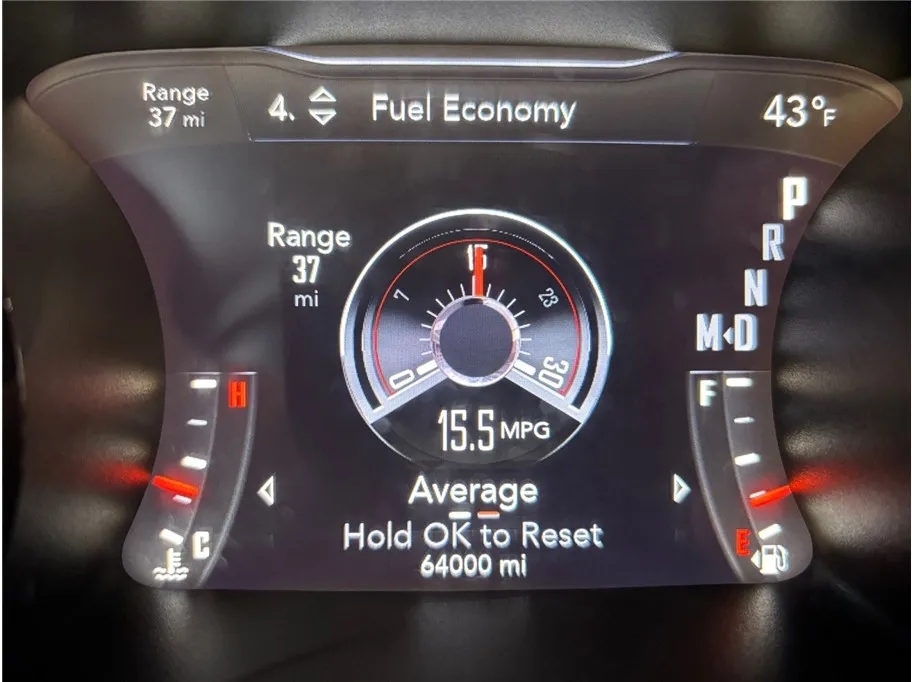 Range
37 mi
4. Fuel Economy
43°F
P
R
N
M D
Range
37
mi
0
7
15
23
30
15.5 MPG
H
C
F
E
Average
Hold OK to Reset
64000 mi